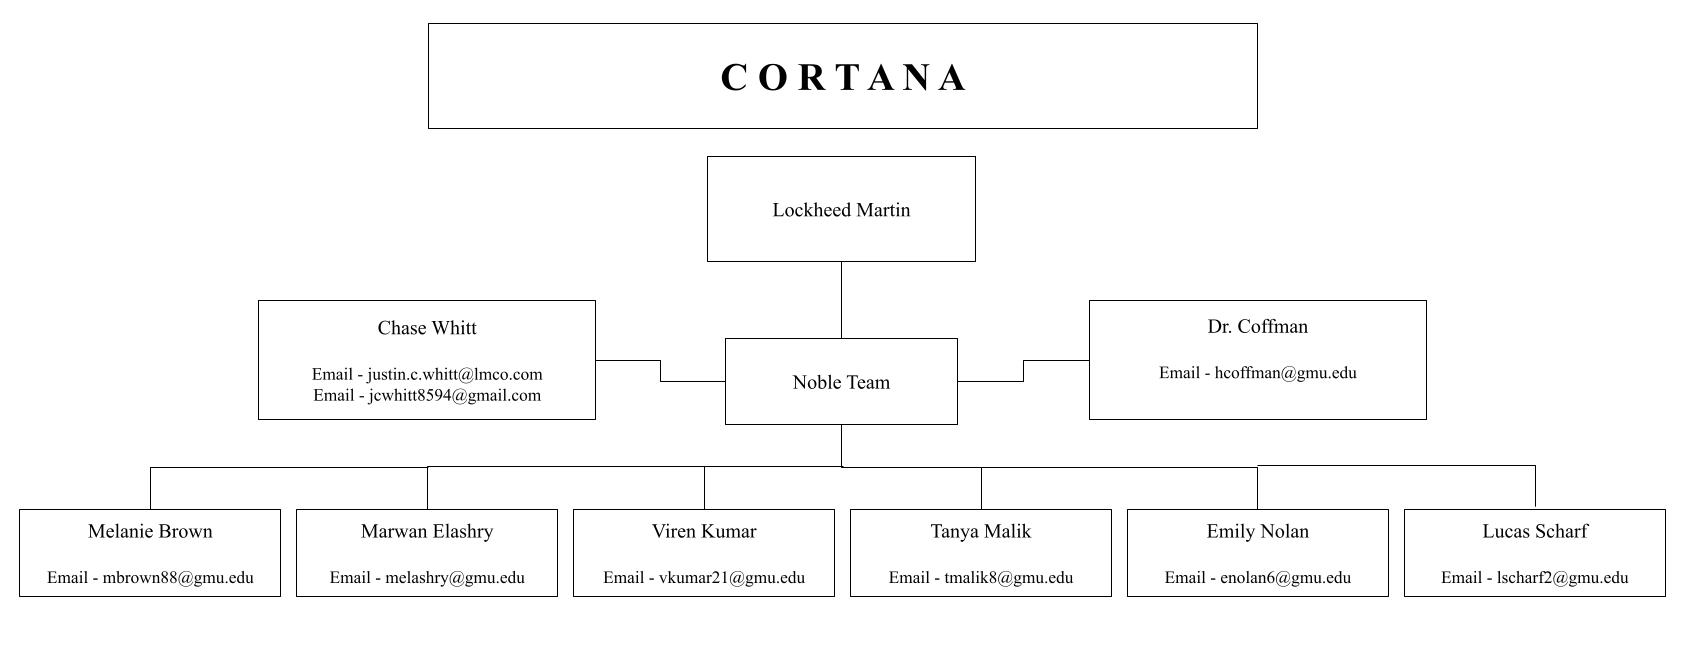 C O R T A N A
Lockheed Martin
Chase Whitt
Email - justin.c.whitt@lmco.com
Email - jcwhitt8594@gmail.com
Noble Team
Dr. Coffman
Email - hcoffman@gmu.edu
Melanie Brown
Email - mbrown88@gmu.edu
Marwan Elashry
Email - melashry@gmu.edu
Viren Kumar
Email - vkumar21@gmu.edu
Tanya Malik
Email - tmalik8@gmu.edu
Emily Nolan
Email - enolan6@gmu.edu
Lucas Scharf
Email - lscharf2@gmu.edu